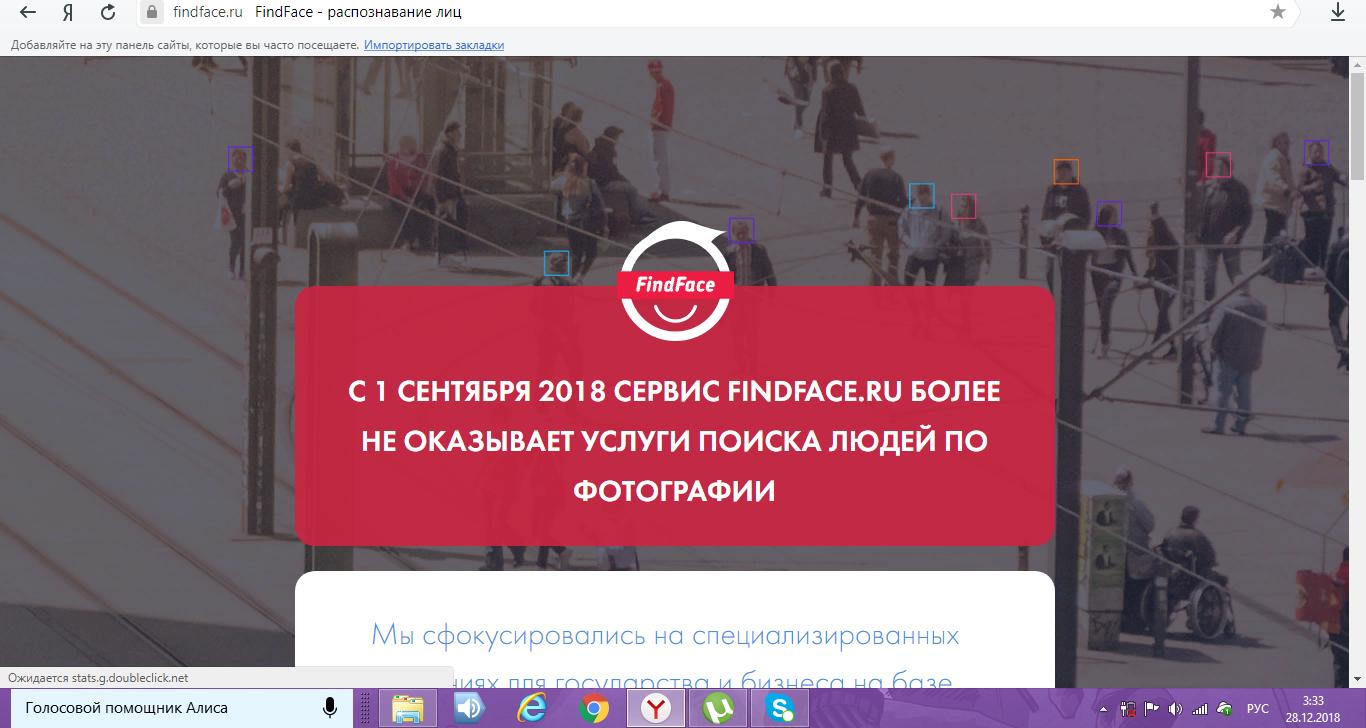 Я findface.ru FindFace - распознавание лиц
Добавляйте на эту панель сайты, которые вы часто посещаете. Импортировать закладки
FindFace
С 1 СЕНТЯБРЯ 2018 СЕРВИС FINDFACE.RU БОЛЕЕ
НЕ ОКАЗЫВАЕТ УСЛУГИ ПОИСКА ЛЮДЕЙ ПО
ФОТОГРАФИИ
Мы сфокусировались на специализированных
для государства и бизнеса на базе
Ожидается stats.g.doubleclick.net
Голосовой помощник Алиса
РУС
3:33
28.12.2018